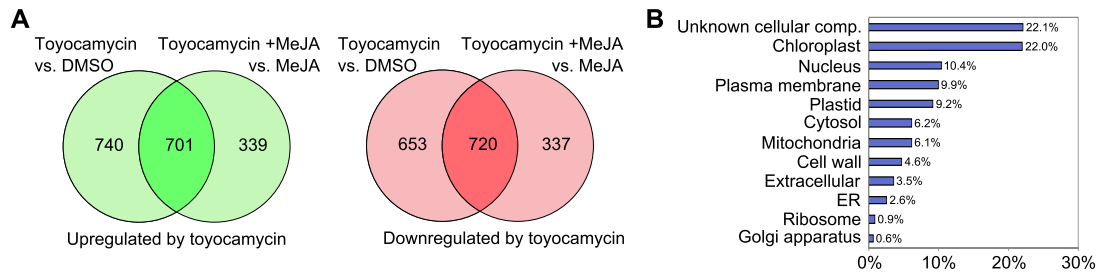 A
Toyocamycin
vs. DMSO
Toyocamycin +MeJA
vs. MeJA
740
701
339
Upregulated by toyocamycin
Toyocamycin
vs. DMSO
Toyocamycin +MeJA
vs. MeJA
653
720
337
Downregulated by toyocamycin
B
Unknown cellular comp. 22.1%
Chloroplast 22.0%
Nucleus 10.4%
Plasma membrane 9.9%
Plastid 9.2%
Cytosol 6.2%
Mitochondria 6.1%
Cell wall 4.6%
Extracellular 3.5%
ER 2.6%
Ribosome 0.9%
Golgi apparatus 0.6%
0% 10% 20% 30%